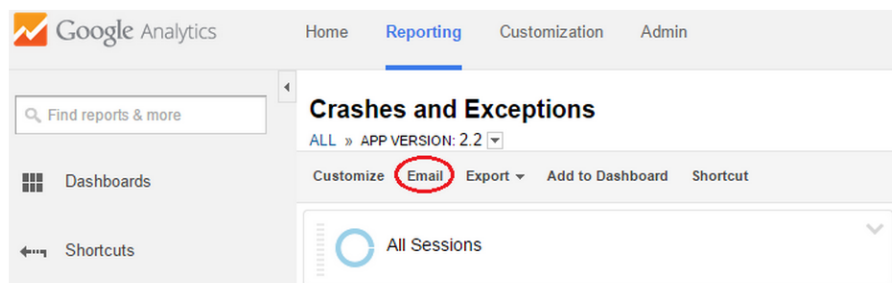 Google Analytics
Home Reporting Customization Admin
Find reports & more
Crashes and Exceptions
ALL » APP VERSION: 2.2
Customize Email Export Add to Dashboard Shortcut
Dashboards
All Sessions
Shortcuts